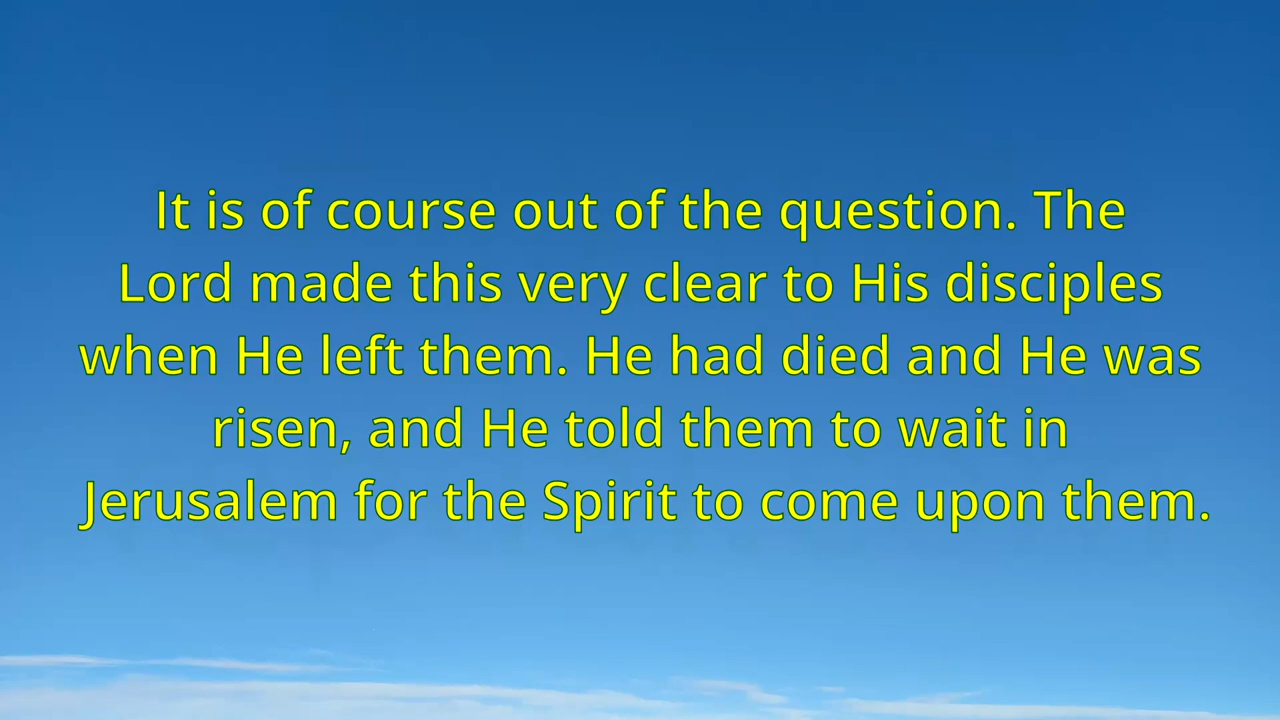 It is of course out of the question. The
Lord made this very clear to His disciples
when He left them. He had died and He was
risen, and He told them to wait in
Jerusalem for the Spirit to come upon them.